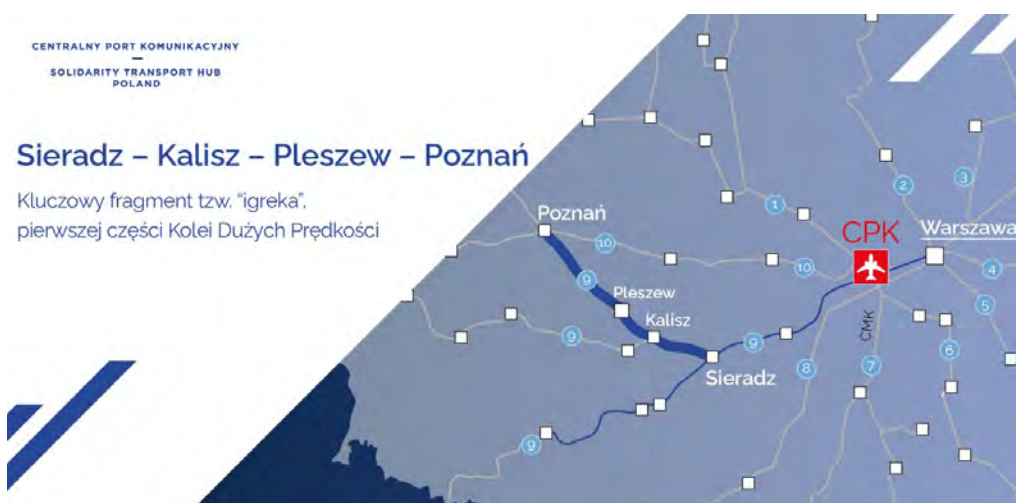 CENTRALNY PORT KOMUNIKACYJNY
—
SOLIDARITY TRANSPORT HUB
POLAND
Sieradz – Kalisz – Pleszew – Poznań
Kluczowy fragment tzw. "igreka",
pierwszej części Kolei Dużych Prędkości
2
3
1
Poznań
CPK
Warszawa
10
10
4
9
Pleszew
5
Kalisz
CMK
9
9
6
Sieradz
8
7
9